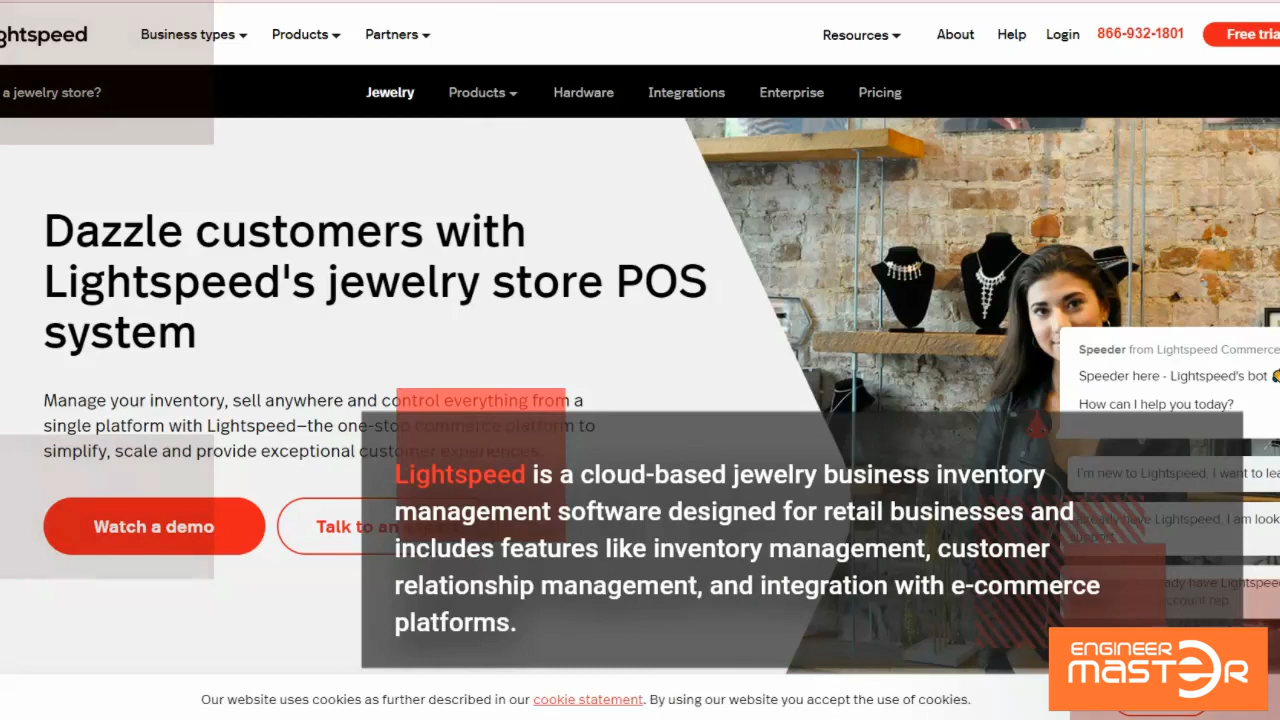 ghtspeed
Business types
Products
Partners
Resources
About
Help
Login
866-932-1801
Free tria
a jewelry store?
Jewelry
Products
Hardware
Integrations
Enterprise
Pricing
Dazzle customers with
Lightspeed's jewelry store POS
system
Manage your inventory, sell anywhere and control everything from a
single platform with Lightspeed—the one-stop commerce platform to
simplify, scale and provide exceptional customer experiences.
Watch a demo
Talk to an
Speeder from Lightspeed Commerce
Speeder here - Lightspeed's bot
How can I help you today?
I'm new to Lightspeed, I want to lea
already have Lightspeed, I am look
support
ady have Lightspeed
account rep
Lightspeed is a cloud-based jewelry business inventory
management software designed for retail businesses and
includes features like inventory management, customer
relationship management, and integration with e-commerce
platforms.
ENGINEER
MASTER
Our website uses cookies as further described in our cookie statement. By using our website you accept the use of cookies.